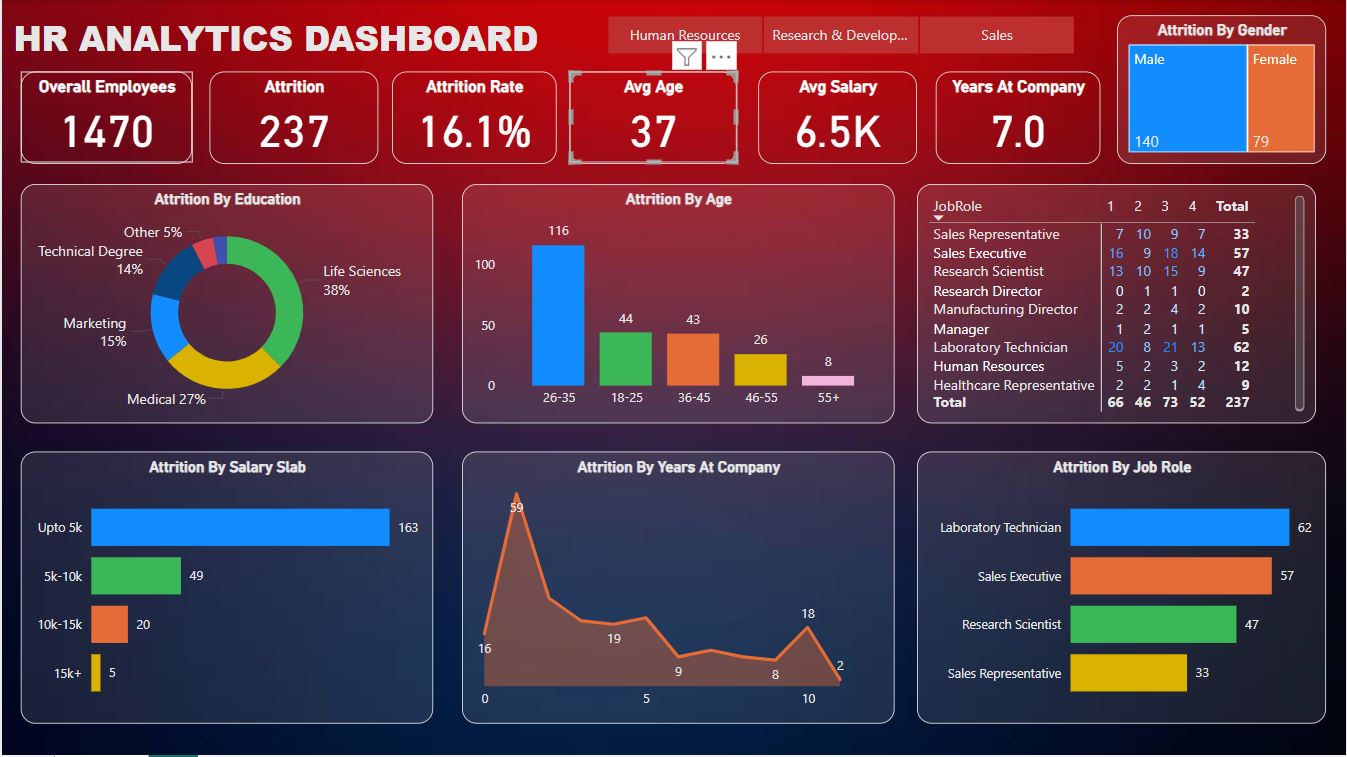 HR ANALYTICS DASHBOARD
Human Resources
Research & Develop...
Sales
Overall Employees
1470
Attrition
237
Attrition Rate
16.1%
Avg Age
37
Avg Salary
6.5K
Years At Company
7.0
Attrition By Gender
Male
Female
140
79
Attrition By Education
Other 5%
Technical Degree
14%
Life Sciences
38%
Marketing
15%
Medical 27%
Attrition By Age
116
100
50
0
44
43
26
8
26-35
18-25
36-45
46-55
55+
JobRole 1 2 3 4 Total
Sales Representative 7 10 9 7 33
Sales Executive 16 9 18 14 57
Research Scientist 13 10 15 9 47
Research Director 0 1 1 0 2
Manufacturing Director 2 2 4 2 10
Manager 1 2 1 1 5
Laboratory Technician 20 8 21 13 62
Human Resources 5 2 3 2 12
Healthcare Representative 2 2 1 4 9
Total 66 46 73 52 237
Attrition By Salary Slab
Upto 5k 163
5k-10k 49
10k-15k 20
15k+ 5
Attrition By Years At Company
59
16
19
9
8
18
2
0
5
10
Attrition By Job Role
Laboratory Technician 62
Sales Executive 57
Research Scientist 47
Sales Representative 33